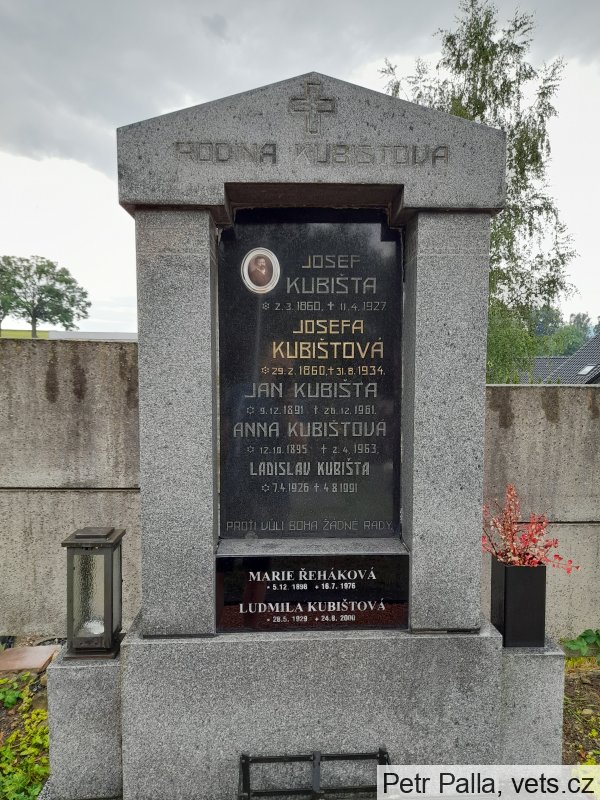 RODINA KUBIŠTOVA
JOSEF
KUBIŠTA
* 2.3.1860. + 11.4.1927
JOSEFA
KUBIŠTOVÁ
* 29.2.1860. + 31.8.1934.
JAN KUBIŠTA
* 9.12.1891 + 26.12.1961.
ANNA KUBIŠTOVÁ
* 12.10.1895 + 2.4.1963.
LADISLAV KUBIŠTA
* 7.4.1926 + 4.8.1991
PROTI VŮLI BOHA ŽÁDNÉ RADY.
MARIE ŘEHÁKOVÁ
* 5.12.1898 + 16.7.1976
LUDMILA KUBIŠTOVÁ
* 28.5.1929 + 24.6.2000
Petr Palla, vets.cz